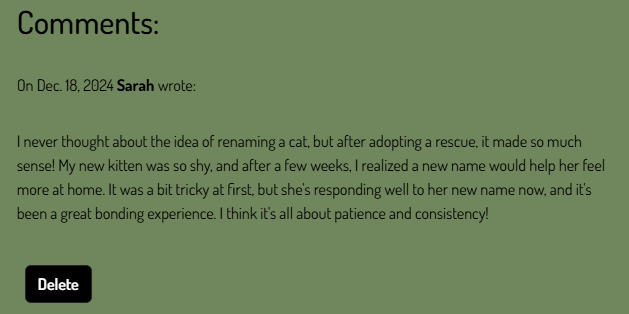 Comments:
On Dec. 18, 2024 Sarah wrote:
I never thought about the idea of renaming a cat, but after adopting a rescue, it made so much
sense! My new kitten was so shy, and after a few weeks, I realized a new name would help her feel
more at home. It was a bit tricky at first, but she's responding well to her new name now, and it's
been a great bonding experience. I think it's all about patience and consistency!
Delete